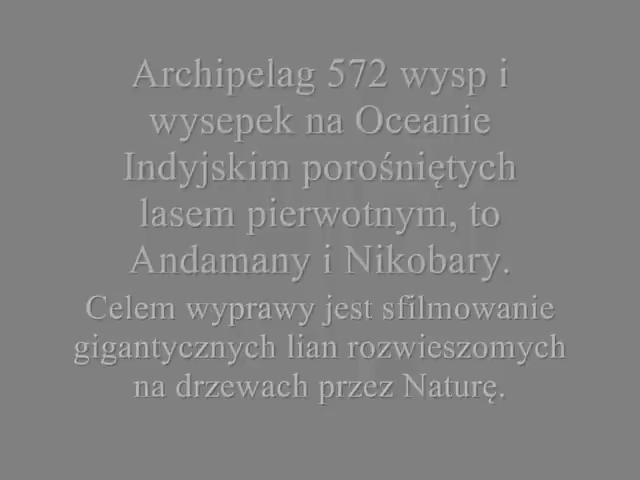 Archipelag 572 wysp i
wysepek na Oceanie
Indyjskim porośniętych
lasem pierwotnym, to
Andamany i Nikobary.
Celem wyprawy jest sfilmowanie
gigantycznych lian rozwieszomych
na drzewach przez Naturę.